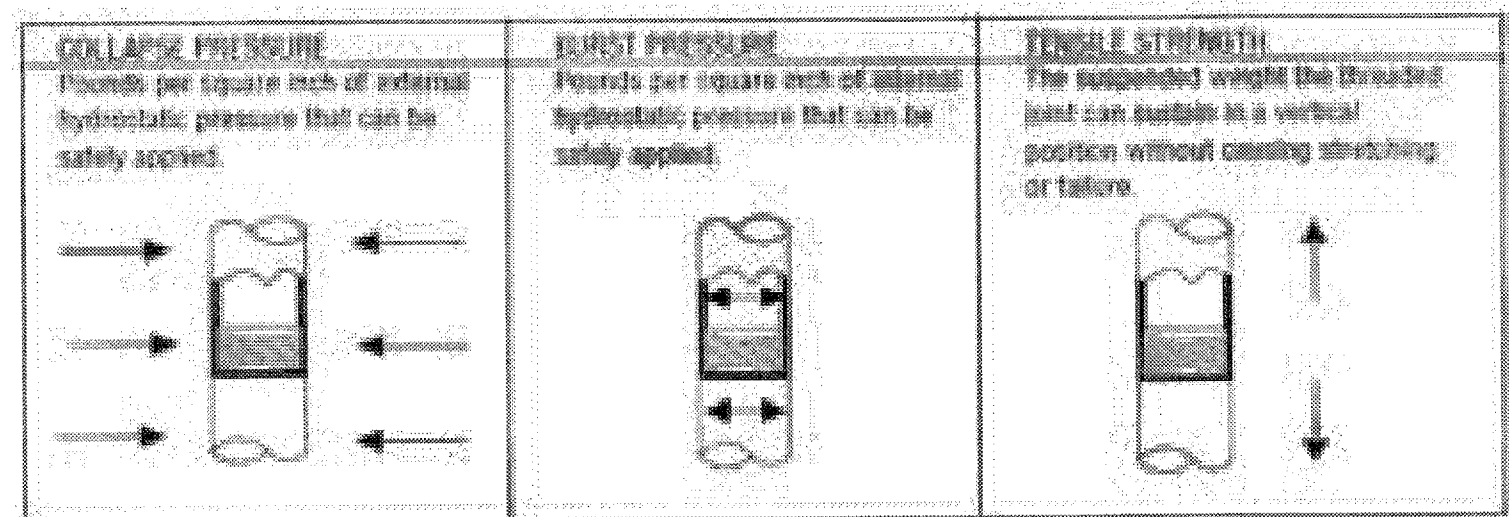 COLLAPSE PRESSURE
Pounds per square inch of external
hydrostatic pressure that can be
safely applied.
BURST PRESSURE
Pounds per square inch of internal
hydrostatic pressure that can be
safely applied.
TENSILE STRENGTH
The suspended weight the threaded
joint can sustain in a vertical
position without causing stretching
or failure.